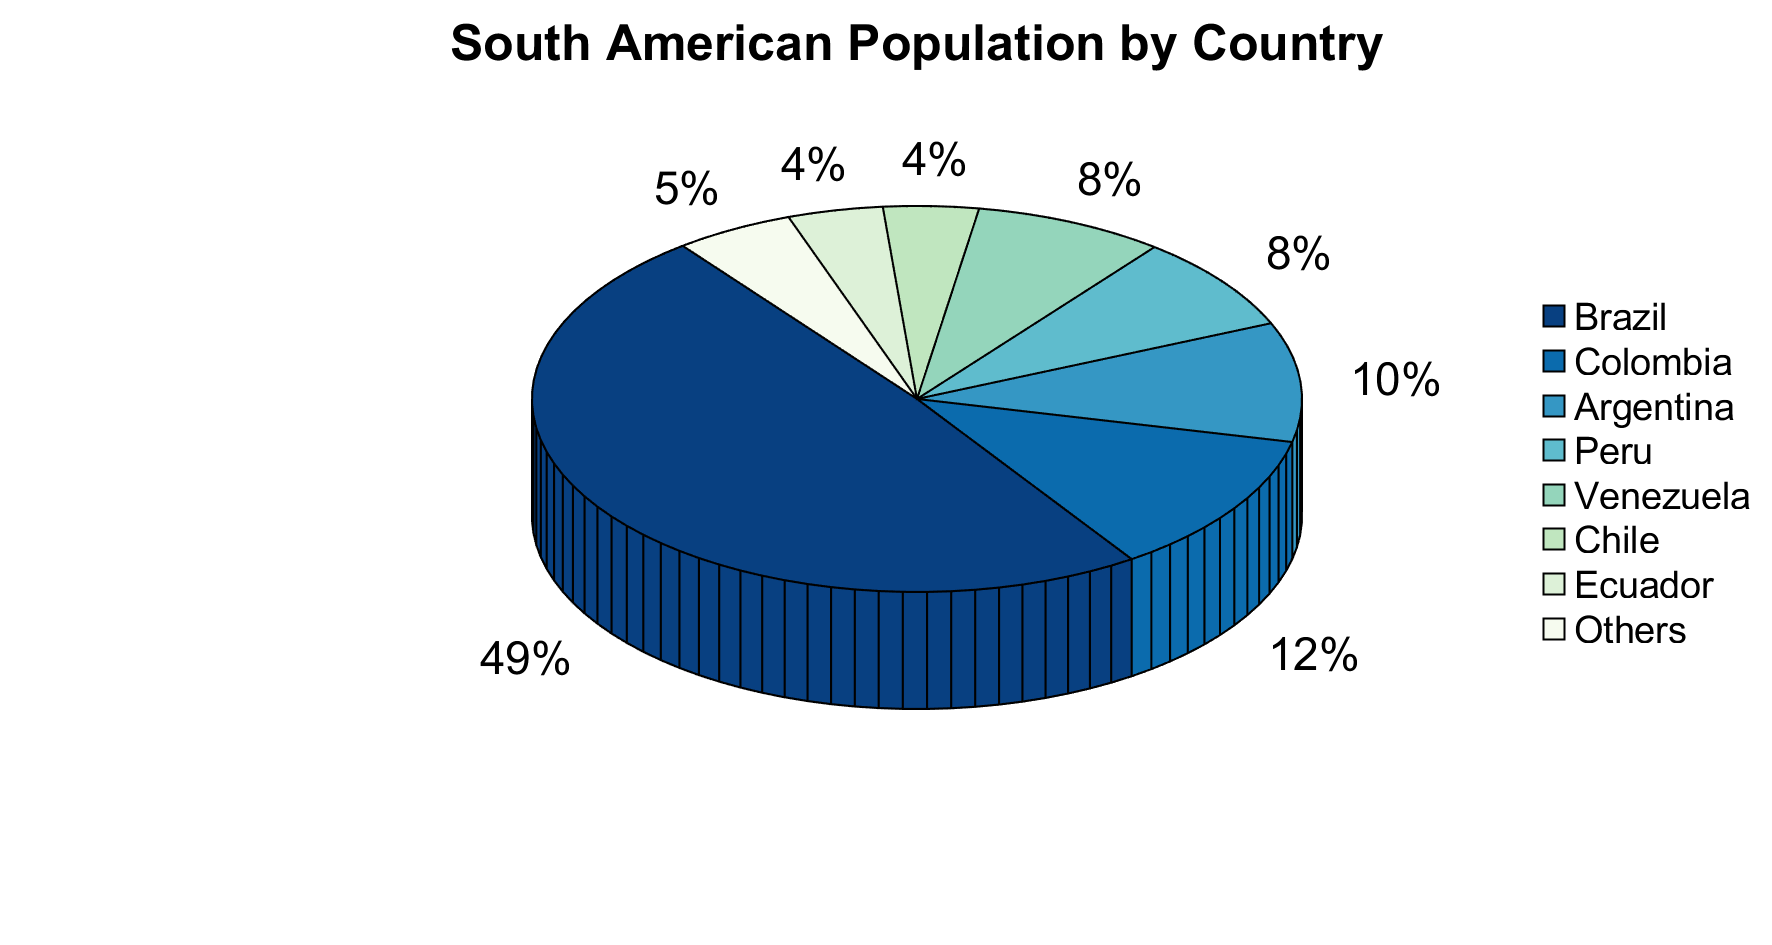 South American Population by Country
5%
4%
4%
8%
8%
10%
12%
49%
Brazil
Colombia
Argentina
Peru
Venezuela
Chile
Ecuador
Others